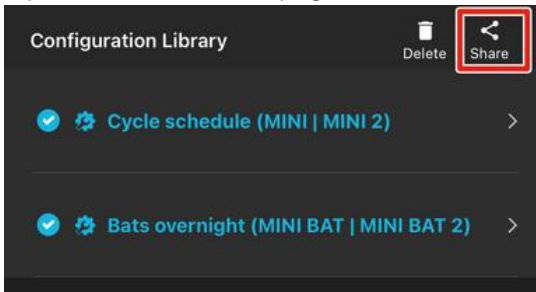 Configuration Library
Delete
Share
Cycle schedule (MINI | MINI 2)
Bats overnight (MINI BAT | MINI BAT 2)